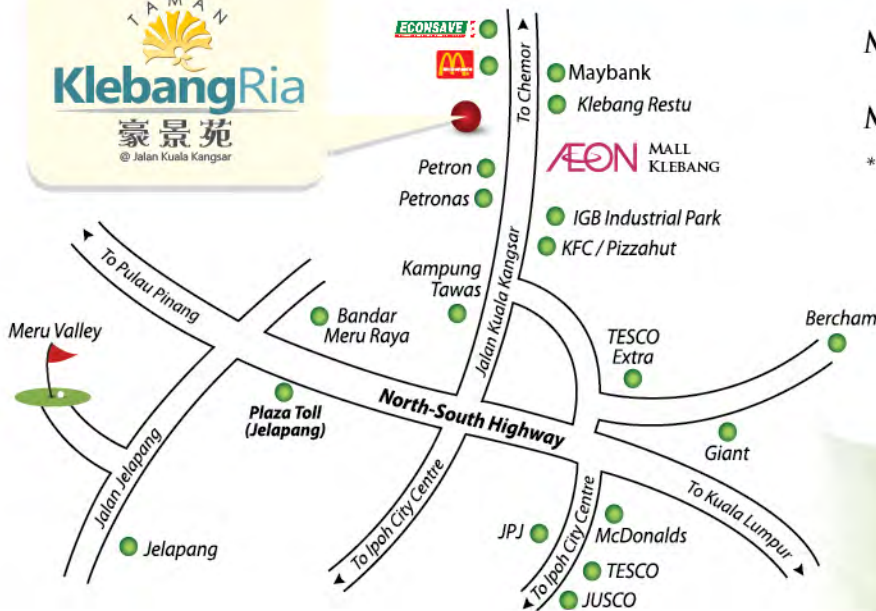 TAMAN
KlebangRia
豪景苑
@ Jalan Kuala Kangsar
ECONSAVE
To Chemor
Maybank
Klebang Restu
AEON MALL
KLEBANG
Petron
Petronas
IGB Industrial Park
KFC / Pizzahut
Kampung
Tawas
Jalan Kuala Kangsar
To Pulau Pinang
Bandar
Meru Raya
Meru Valley
TESCO
Extra
Bercham
Plaza Toll
(Jelapang)
North-South Highway
Giant
Jalan Jelapang
Jelapang
To Ipoh City Centre
JPJ
To Ipoh City Centre
McDonalds
To Kuala Lumpur
TESCO
JUSCO
M
M
*